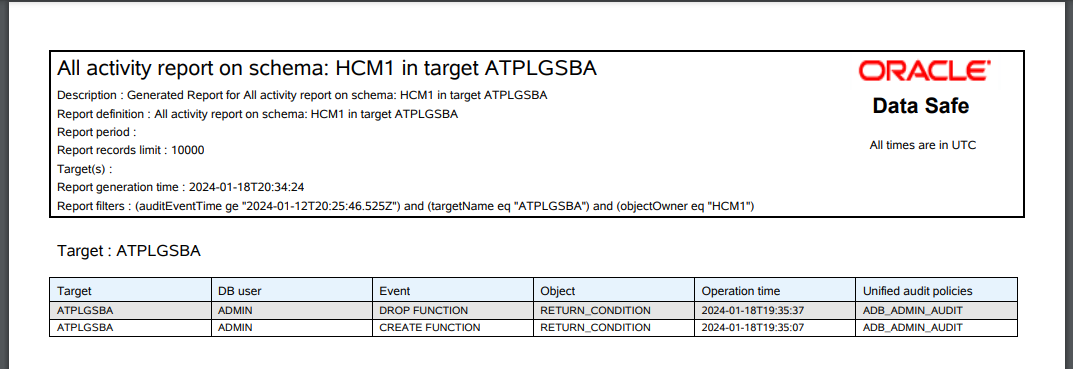 All activity report on schema: HCM1 in target ATPLGSBA
ORACLE
Data Safe
All times are in UTC
Description : Generated Report for All activity report on schema: HCM1 in target ATPLGSBA
Report definition : All activity report on schema: HCM1 in target ATPLGSBA
Report period :
Report records limit : 10000
Target(s) :
Report generation time : 2024-01-18T20:34:24
Report filters : (auditEventTime ge "2024-01-12T20:25:46.525Z") and (targetName eq "ATPLGSBA") and (objectOwner eq "HCM1")
Target : ATPLGSBA
Target DB user Event Object Operation time Unified audit policies
ATPLGSBA ADMIN DROP FUNCTION RETURN_CONDITION 2024-01-18T19:35:37 ADB_ADMIN_AUDIT
ATPLGSBA ADMIN CREATE FUNCTION RETURN_CONDITION 2024-01-18T19:35:07 ADB_ADMIN_AUDIT